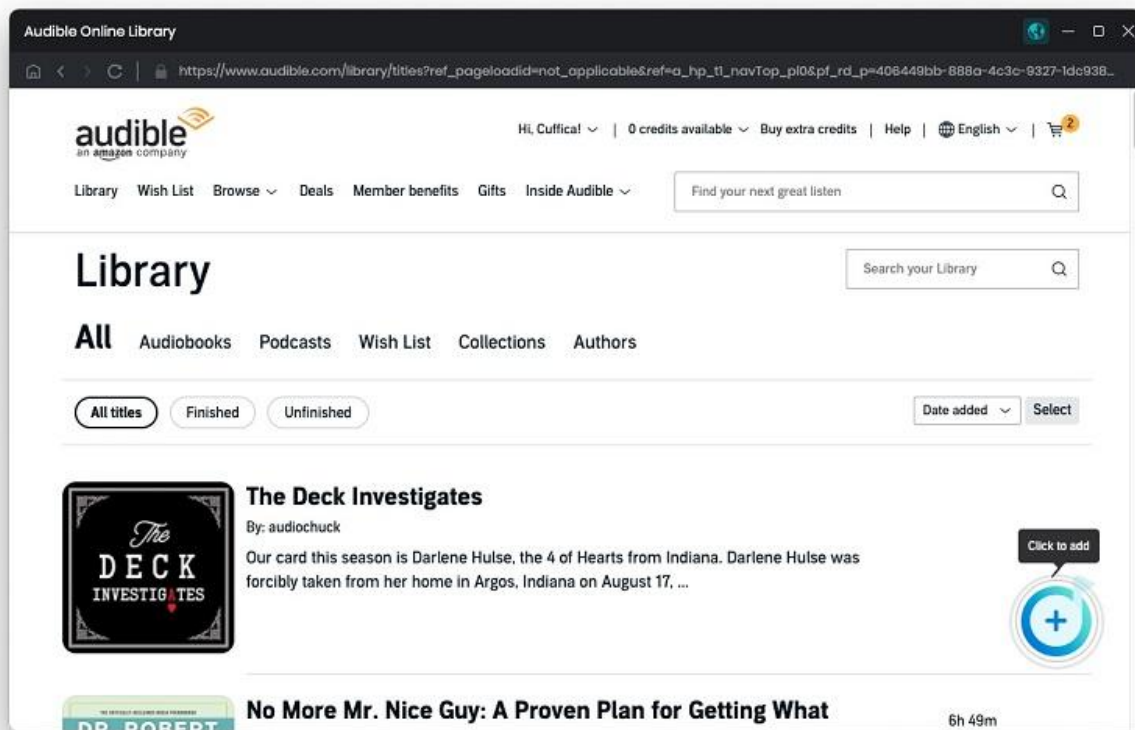 Audible Online Library
https://www.audible.com/library/titles?ref_pageloadid=not_applicable&ref=a_hp_t1_navTop_pl0&pf_rd_p=406449bb-888a-4c3c-9327-1dc938...
audible
an amazon company
Hi, Cuffica! | 0 credits available Buy extra credits | Help | English | 2
Library Wish List Browse Deals Member benefits Gifts Inside Audible
Find your next great listen
Library
Search your Library
All Audiobooks Podcasts Wish List Collections Authors
All titles Finished Unfinished
Date added Select
The
DECK
INVESTIGATES
The Deck Investigates
By: audiochuck
Our card this season is Darlene Hulse, the 4 of Hearts from Indiana. Darlene Hulse was
forcibly taken from her home in Argos, Indiana on August 17, ...
Click to add
DR. ROBERT
No More Mr. Nice Guy: A Proven Plan for Getting What
6h 49m